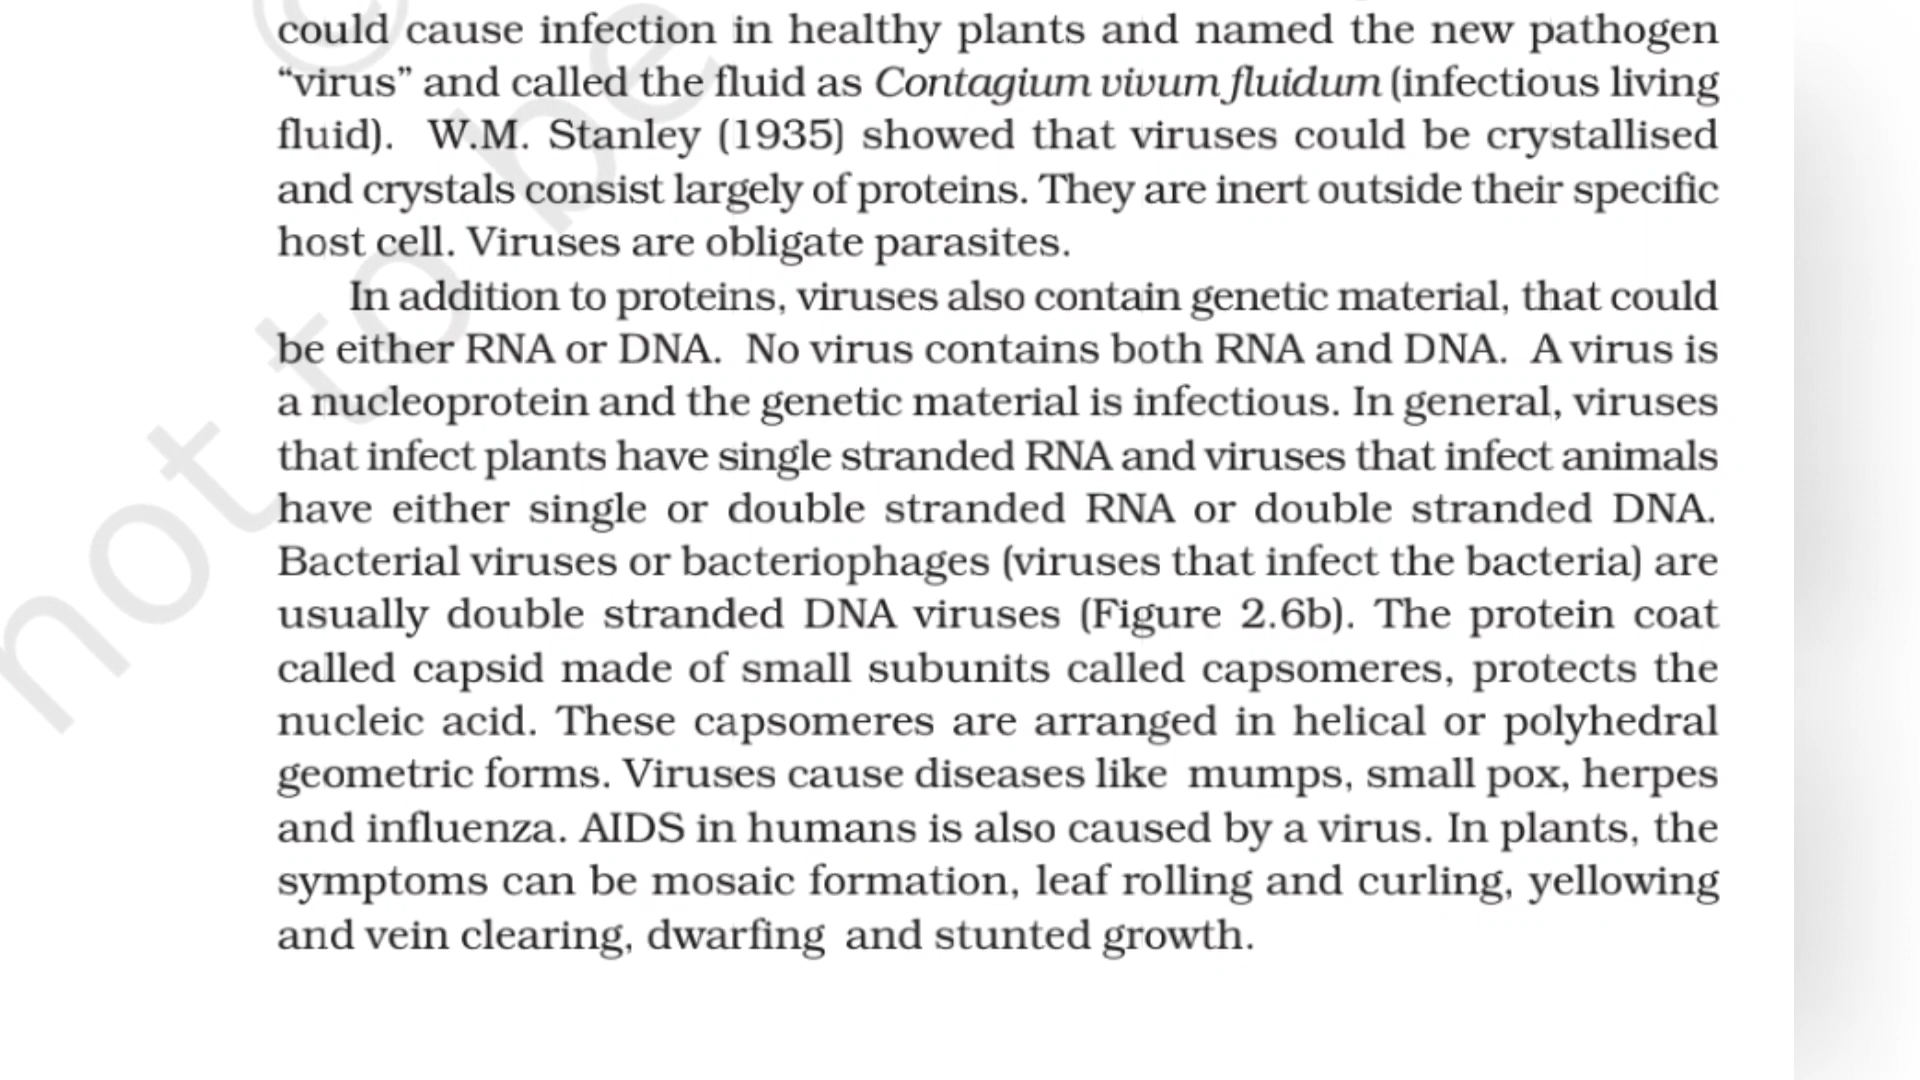 could cause infection in healthy plants and named the new pathogen
“virus” and called the fluid as Contagium vivum fluidum (infectious living
fluid). W.M. Stanley (1935) showed that viruses could be crystallised
and crystals consist largely of proteins. They are inert outside their specific
host cell. Viruses are obligate parasites.
In addition to proteins, viruses also contain genetic material, that could
be either RNA or DNA. No virus contains both RNA and DNA. A virus is
a nucleoprotein and the genetic material is infectious. In general, viruses
that infect plants have single stranded RNA and viruses that infect animals
have either single or double stranded RNA or double stranded DNA.
Bacterial viruses or bacteriophages (viruses that infect the bacteria) are
usually double stranded DNA viruses (Figure 2.6b). The protein coat
called capsid made of small subunits called capsomeres, protects the
nucleic acid. These capsomeres are arranged in helical or polyhedral
geometric forms. Viruses cause diseases like mumps, small pox, herpes
and influenza. AIDS in humans is also caused by a virus. In plants, the
symptoms can be mosaic formation, leaf rolling and curling, yellowing
and vein clearing, dwarfing and stunted growth.
© not to be